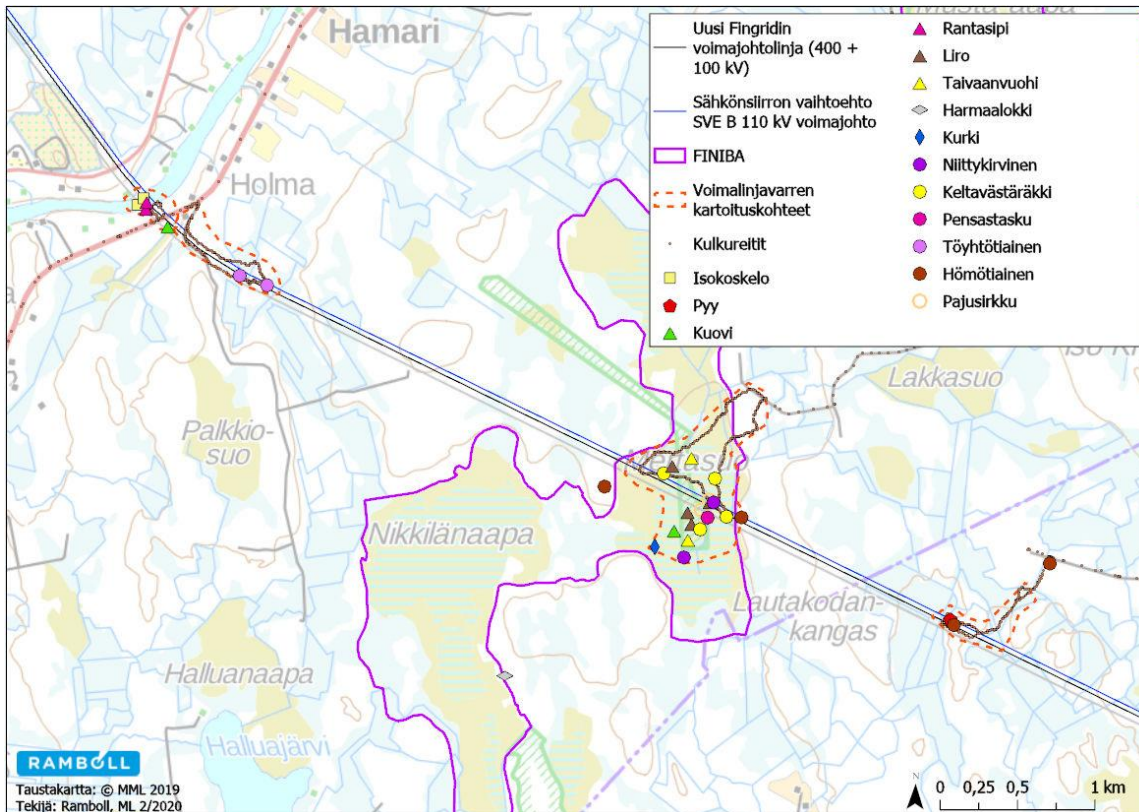 Hamari
Holma
Palkkio-
suo
Nikkilänaapa
Halluanaapa
Halluajärvi
Lakkasuo
Lautakodan-
kangas
Uusi Fingridin
voimajohtolinja (400 +
100 kV)
Sähkönsiirron vaihtoehto
SVE B 110 kV voimajohto
FINIBA
Voimalinjavarren
kartoituskohteet
Kulkureitit
Isokoskelo
Pyy
Kuovi
Rantasipi
Liro
Taivaanvuohi
Harmaalokki
Kurki
Niittykirvinen
Keltavästäräkki
Pensastasku
Töyhtötiainen
Hömötiainen
Pajusirkku
RAMBOLL
Taustakartta: © MML 2019
Tekijä: Ramboll, ML 2/2020
N
0 0,25 0,5 1 km